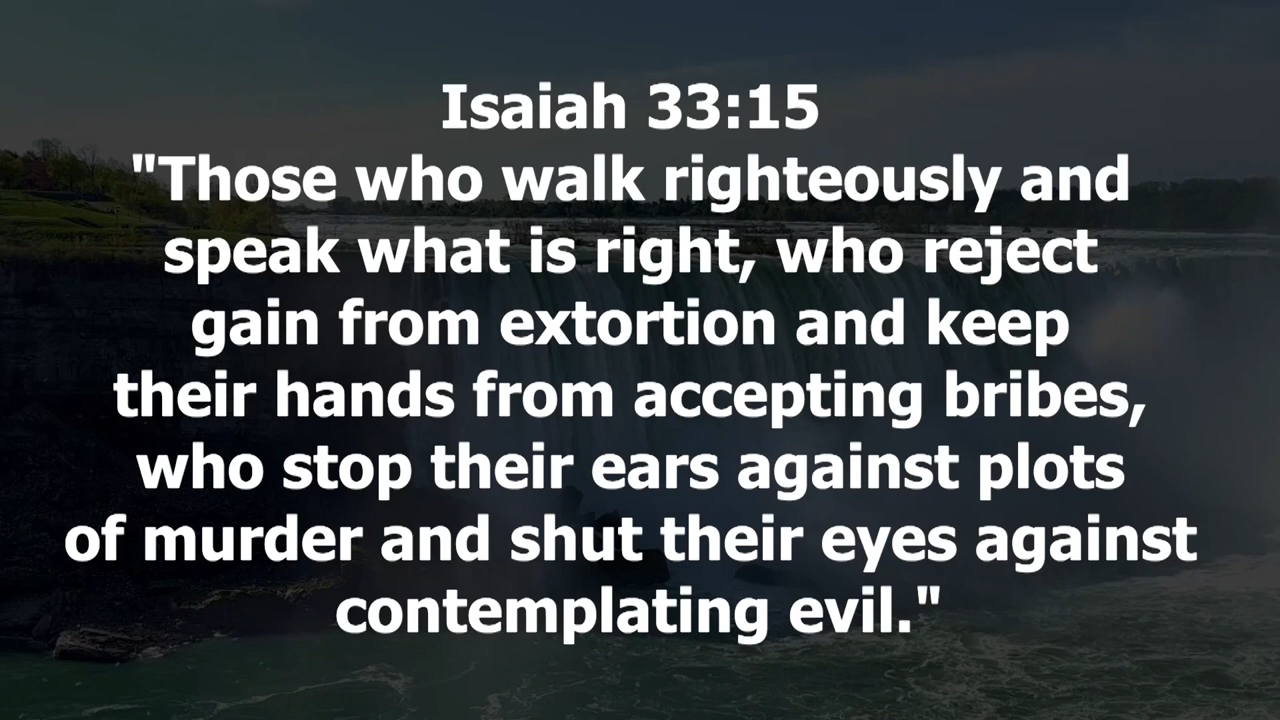 Isaiah 33:15
"Those who walk righteously and
speak what is right, who reject
gain from extortion and keep
their hands from accepting bribes,
who stop their ears against plots
of murder and shut their eyes against
contemplating evil."